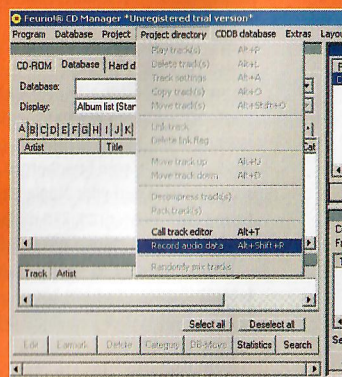 Feurio!® CD Manager *Unregistered trial version*
Program Database Project Project directory CDDB database Extras Layou
Play track(s) Alt+P
Delete track(s) Alt+L
Track settings Alt+A
Copy track(s) Alt+O
Move track(s) Alt+Shift+O
Link track
Delete link flag
Move track up Alt+U
Move track down Alt+D
Decompress track(s)
Pack track(s)
Call track editor Alt+T
Record audio data Alt+Shift+R
Randomly mix tracks
CD-ROM Database Hard d
Database:
Display: Album list (Star
A B C D E F G H I J K
Artist Title Cat
Track Artist
Select all Deselect all
Edit Delete Category DB-Move Statistics Search